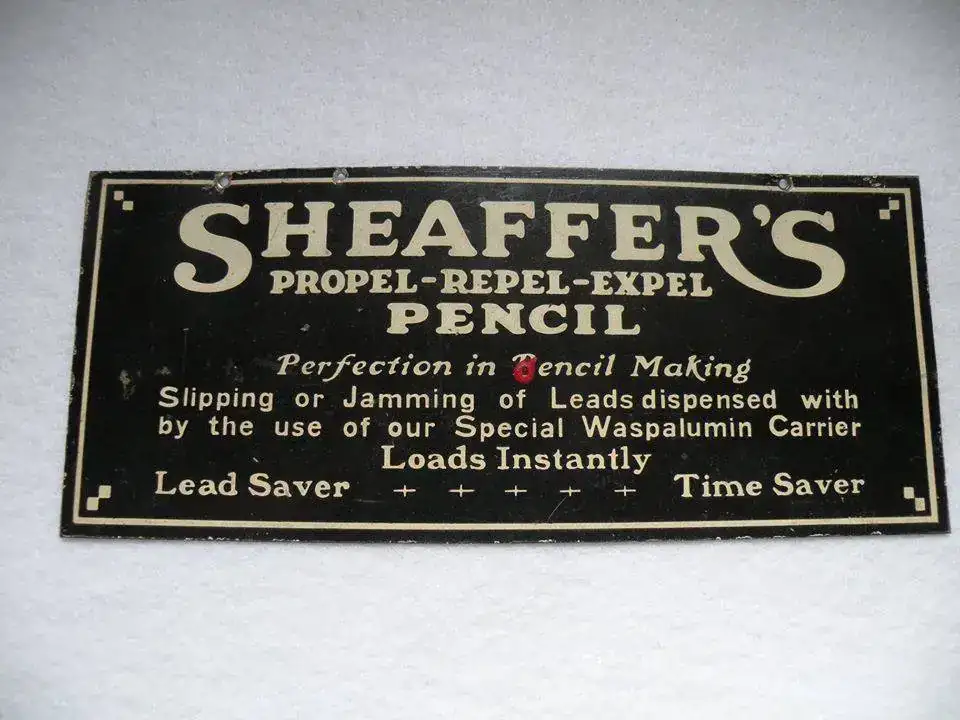 SHEAFFER'S
PROPEL-REPEL-EXPEL
PENCIL
Perfection in Pencil Making
Slipping or Jamming of Leads dispensed with
by the use of our Special Waspalumin Carrier
Loads Instantly
Lead Saver + + + + + Time Saver